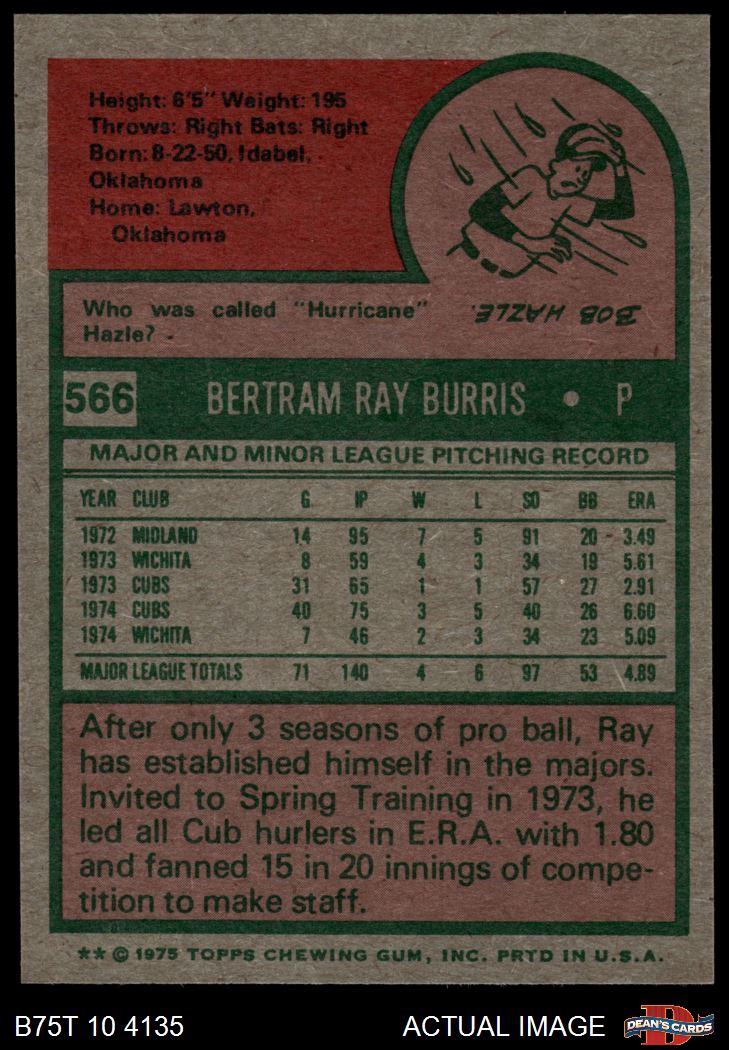 Height: 6'5" Weight: 195
Throws: Right Bats: Right
Born: 8-22-50, Idabel,
Oklahoma
Home: Lawton,
Oklahoma
Who was called "Hurricane"
Hazle?
BOB HAZLE.
566 BERTRAM RAY BURRIS • P
MAJOR AND MINOR LEAGUE PITCHING RECORD
YEAR CLUB G IP W L SO BB ERA
1972 MIDLAND 14 95 7 5 91 20 3.49
1973 WICHITA 8 59 4 3 34 19 5.61
1973 CUBS 31 65 1 1 57 27 2.91
1974 CUBS 40 75 3 5 40 26 6.60
1974 WICHITA 7 46 2 3 34 23 5.09
MAJOR LEAGUE TOTALS 71 140 4 6 97 53 4.89
After only 3 seasons of pro ball, Ray
has established himself in the majors.
Invited to Spring Training in 1973, he
led all Cub hurlers in E.R.A. with 1.80
and fanned 15 in 20 innings of compe-
tition to make staff.
** © 1975 TOPPS CHEWING GUM, INC. PRTD IN U.S.A.
B75T 10 4135 ACTUAL IMAGE DEAN'S CARDS